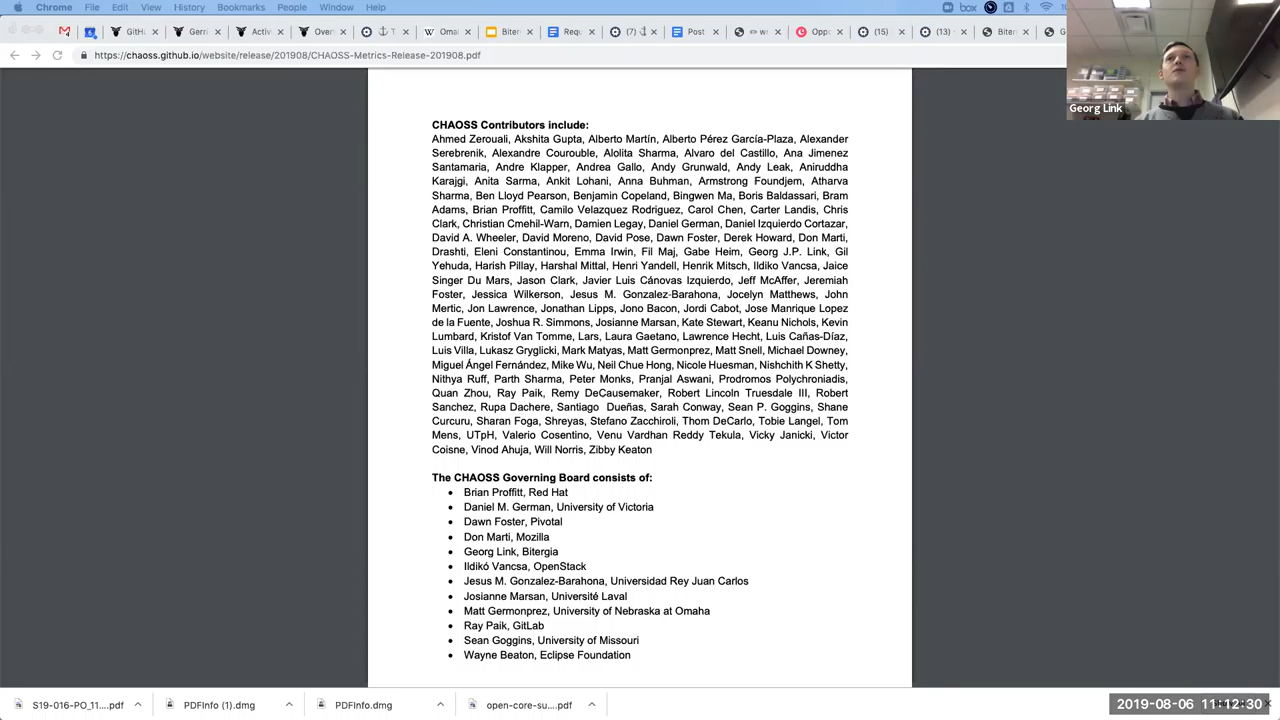 Chrome File Edit View History Bookmarks People Window Help box
GitHu Gerri Activ Over T Omai Biter Requ (7) Post w Oppo (15) (13) Biter G
https://chaoss.github.io/website/release/201908/CHAOSS-Metrics-Release-201908.pdf
Georg Link
CHAOSS Contributors include:
Ahmed Zerouali, Akshita Gupta, Alberto Martín, Alberto Pérez García-Plaza, Alexander
Serebrenik, Alexandre Courouble, Alolita Sharma, Alvaro del Castillo, Ana Jimenez
Santamaria, Andre Klapper, Andrea Gallo, Andy Grunwald, Andy Leak, Aniruddha
Karajgi, Anita Sarma, Ankit Lohani, Anna Buhman, Armstrong Foundjem, Atharva
Sharma, Ben Lloyd Pearson, Benjamin Copeland, Bingwen Ma, Boris Baldassari, Bram
Adams, Brian Proffitt, Camilo Velazquez Rodriguez, Carol Chen, Carter Landis, Chris
Clark, Christian Cmehil-Warn, Damien Legay, Daniel German, Daniel Izquierdo Cortazar,
David A. Wheeler, David Moreno, David Pose, Dawn Foster, Derek Howard, Don Marti,
Drashti, Eleni Constantinou, Emma Irwin, Fil Maj, Gabe Heim, Georg J.P. Link, Gil
Yehuda, Harish Pillay, Harshal Mittal, Henri Yandell, Henrik Mitsch, Ildiko Vancsa, Jaice
Singer Du Mars, Jason Clark, Javier Luis Cánovas Izquierdo, Jeff McAffer, Jeremiah
Foster, Jessica Wilkerson, Jesus M. Gonzalez-Barahona, Jocelyn Matthews, John
Mertic, Jon Lawrence, Jonathan Lipps, Jono Bacon, Jordi Cabot, Jose Manrique Lopez
de la Fuente, Joshua R. Simmons, Josianne Marsan, Kate Stewart, Keanu Nichols, Kevin
Lumbard, Kristof Van Tomme, Lars, Laura Gaetano, Lawrence Hecht, Luis Cañas-Díaz,
Luis Villa, Lukasz Gryglicki, Mark Matyas, Matt Germonprez, Matt Snell, Michael Downey,
Miguel Ángel Fernández, Mike Wu, Neil Chue Hong, Nicole Huesman, Nishchith K Shetty,
Nithya Ruff, Parth Sharma, Peter Monks, Pranjal Aswani, Prodromos Polychroniadis,
Quan Zhou, Ray Paik, Remy DeCausemaker, Robert Lincoln Truesdale III, Robert
Sanchez, Rupa Dachere, Santiago Dueñas, Sarah Conway, Sean P. Goggins, Shane
Curcuru, Sharan Foga, Shreyas, Stefano Zacchiroli, Thom DeCarlo, Tobie Langel, Tom
Mens, UTpH, Valerio Cosentino, Venu Vardhan Reddy Tekula, Vicky Janicki, Victor
Coisne, Vinod Ahuja, Will Norris, Zibby Keaton
The CHAOSS Governing Board consists of:
• Brian Proffitt, Red Hat
• Daniel M. German, University of Victoria
• Dawn Foster, Pivotal
• Don Marti, Mozilla
• Georg Link, Bitergia
• Ildikó Vancsa, OpenStack
• Jesus M. Gonzalez-Barahona, Universidad Rey Juan Carlos
• Josianne Marsan, Université Laval
• Matt Germonprez, University of Nebraska at Omaha
• Ray Paik, GitLab
• Sean Goggins, University of Missouri
• Wayne Beaton, Eclipse Foundation
S19-016-PO_11....pdf PDFInfo (1).dmg PDFInfo.dmg open-core-su....pdf
2019-08-06 11:12:30